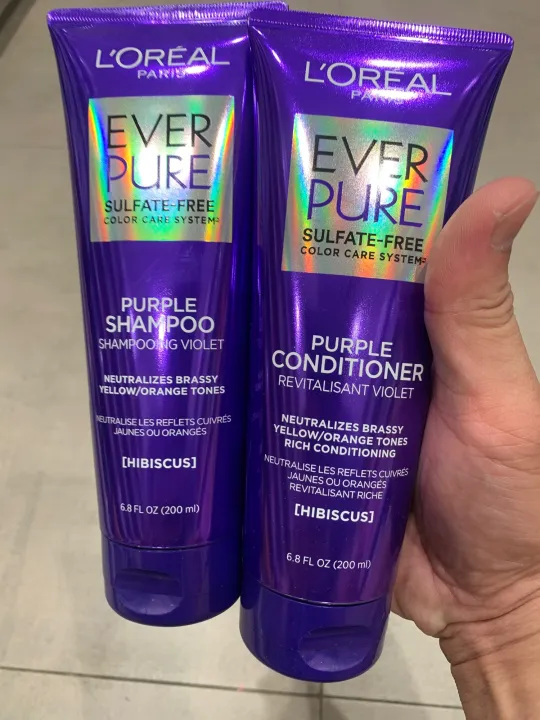 L'ORÉAL
PARIS
EVER
PURE
SULFATE-FREE
COLOR CARE SYSTEM²
PURPLE
SHAMPOO
SHAMPOOING VIOLET
NEUTRALIZES BRASSY
YELLOW/ORANGE TONES
NEUTRALISE LES REFLETS CUIVRÉS
JAUNES OU ORANGÉS
[HIBISCUS]
6.8 FL OZ (200 ml)
L'ORÉAL
PARIS
EVER
PURE
SULFATE-FREE
COLOR CARE SYSTEM²
PURPLE
CONDITIONER
REVITALISANT VIOLET
NEUTRALIZES BRASSY
YELLOW/ORANGE TONES
RICH CONDITIONING
NEUTRALISE LES REFLETS CUIVRÉS
JAUNES OU ORANGÉS
REVITALISANT RICHE
[HIBISCUS]
6.8 FL OZ (200 ml)